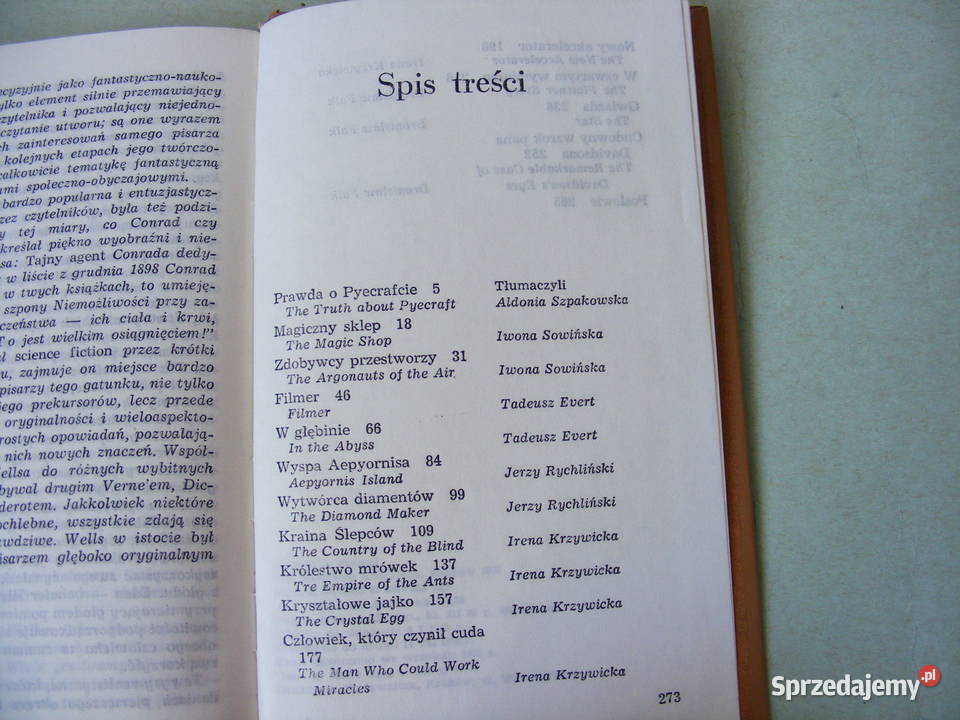 ecyzyjnie jako fantastyczno-nauko-
ylko element silnie przemawiający
zytelnika i pozwalający niejedno-
czytanie utworu; są one wyrazem
h zainteresowań samego pisarza
kolejnych etapach jego twórczo-
całkowicie tematykę fantastyczną
ami społeczno-obyczajowymi.
bardzo popularna i entuzjastycz-
zez czytelników, była też podzi-
y tej miary, co Conrad czy
kreślał piękno wyobraźni i nie-
sa: Tajny agent Conrada dedy-
w liście z grudnia 1898 Conrad
w twych książkach, to umieję-
szpony Niemożliwości przy za-
czeństwa — ich ciała i krwi,
To jest wielkim osiągnięciem!"
l science fiction przez krótki
u, zajmuje on miejsce bardzo
pisarzy tego gatunku, nie tylko
jego prekursorów, lecz przede
oryginalności i wieloaspekto-
rostych opowiadań, pozwalają-
nich nowych znaczeń. Współ-
ellsa do różnych wybitnych
bywał drugim Verne'em, Dic-
derotem. Jakkolwiek niektóre
ochlebne, wszystkie zdają się
awdziwe. Wells w istocie był
isarzem głęboko oryginalnym
Spis treści
Tłumaczyli
Prawda o Pyecrafcie 5
The Truth about Pyecraft Aldonia Szpakowska
Magiczny sklep 18
The Magic Shop Iwona Sowińska
Zdobywcy przestworzy 31
The Argonauts of the Air Iwona Sowińska
Filmer 46
Filmer Tadeusz Evert
W głębinie 66
In the Abyss Tadeusz Evert
Wyspa Aepyornisa 84
Aepyornis Island Jerzy Rychliński
Wytwórca diamentów 99
The Diamond Maker Jerzy Rychliński
Kraina Ślepców 109
The Country of the Blind Irena Krzywicka
Królestwo mrówek 137
Tre Empire of the Ants Irena Krzywicka
Kryształowe jajko 157
The Crystal Egg Irena Krzywicka
Człowiek, który czynił cuda
177
The Man Who Could Work
Miracles Irena Krzywicka
273
Sprzedajemy.pl